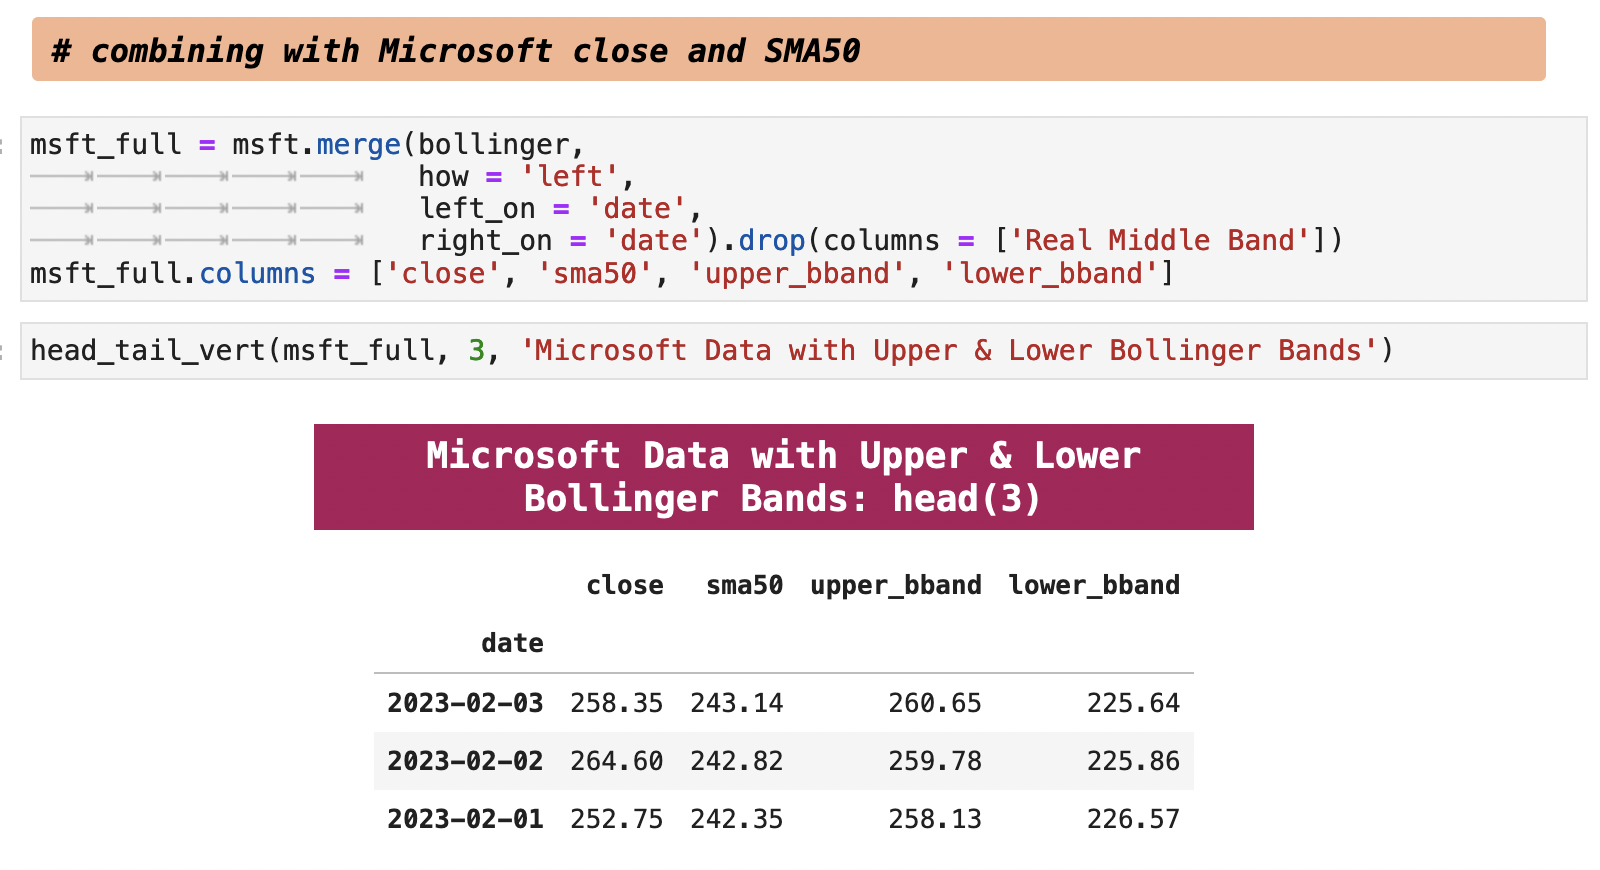 # combining with Microsoft close and SMA50
msft_full = msft.merge(bollinger,
how = 'left',
left_on = 'date',
right_on = 'date').drop(columns = ['Real Middle Band'])
msft_full.columns = ['close', 'sma50', 'upper_bband', 'lower_bband']
head_tail_vert(msft_full, 3, 'Microsoft Data with Upper & Lower Bollinger Bands')
Microsoft Data with Upper & Lower
Bollinger Bands: head(3)
close sma50 upper_bband lower_bband
date
2023-02-03 258.35 243.14 260.65 225.64
2023-02-02 264.60 242.82 259.78 225.86
2023-02-01 252.75 242.35 258.13 226.57